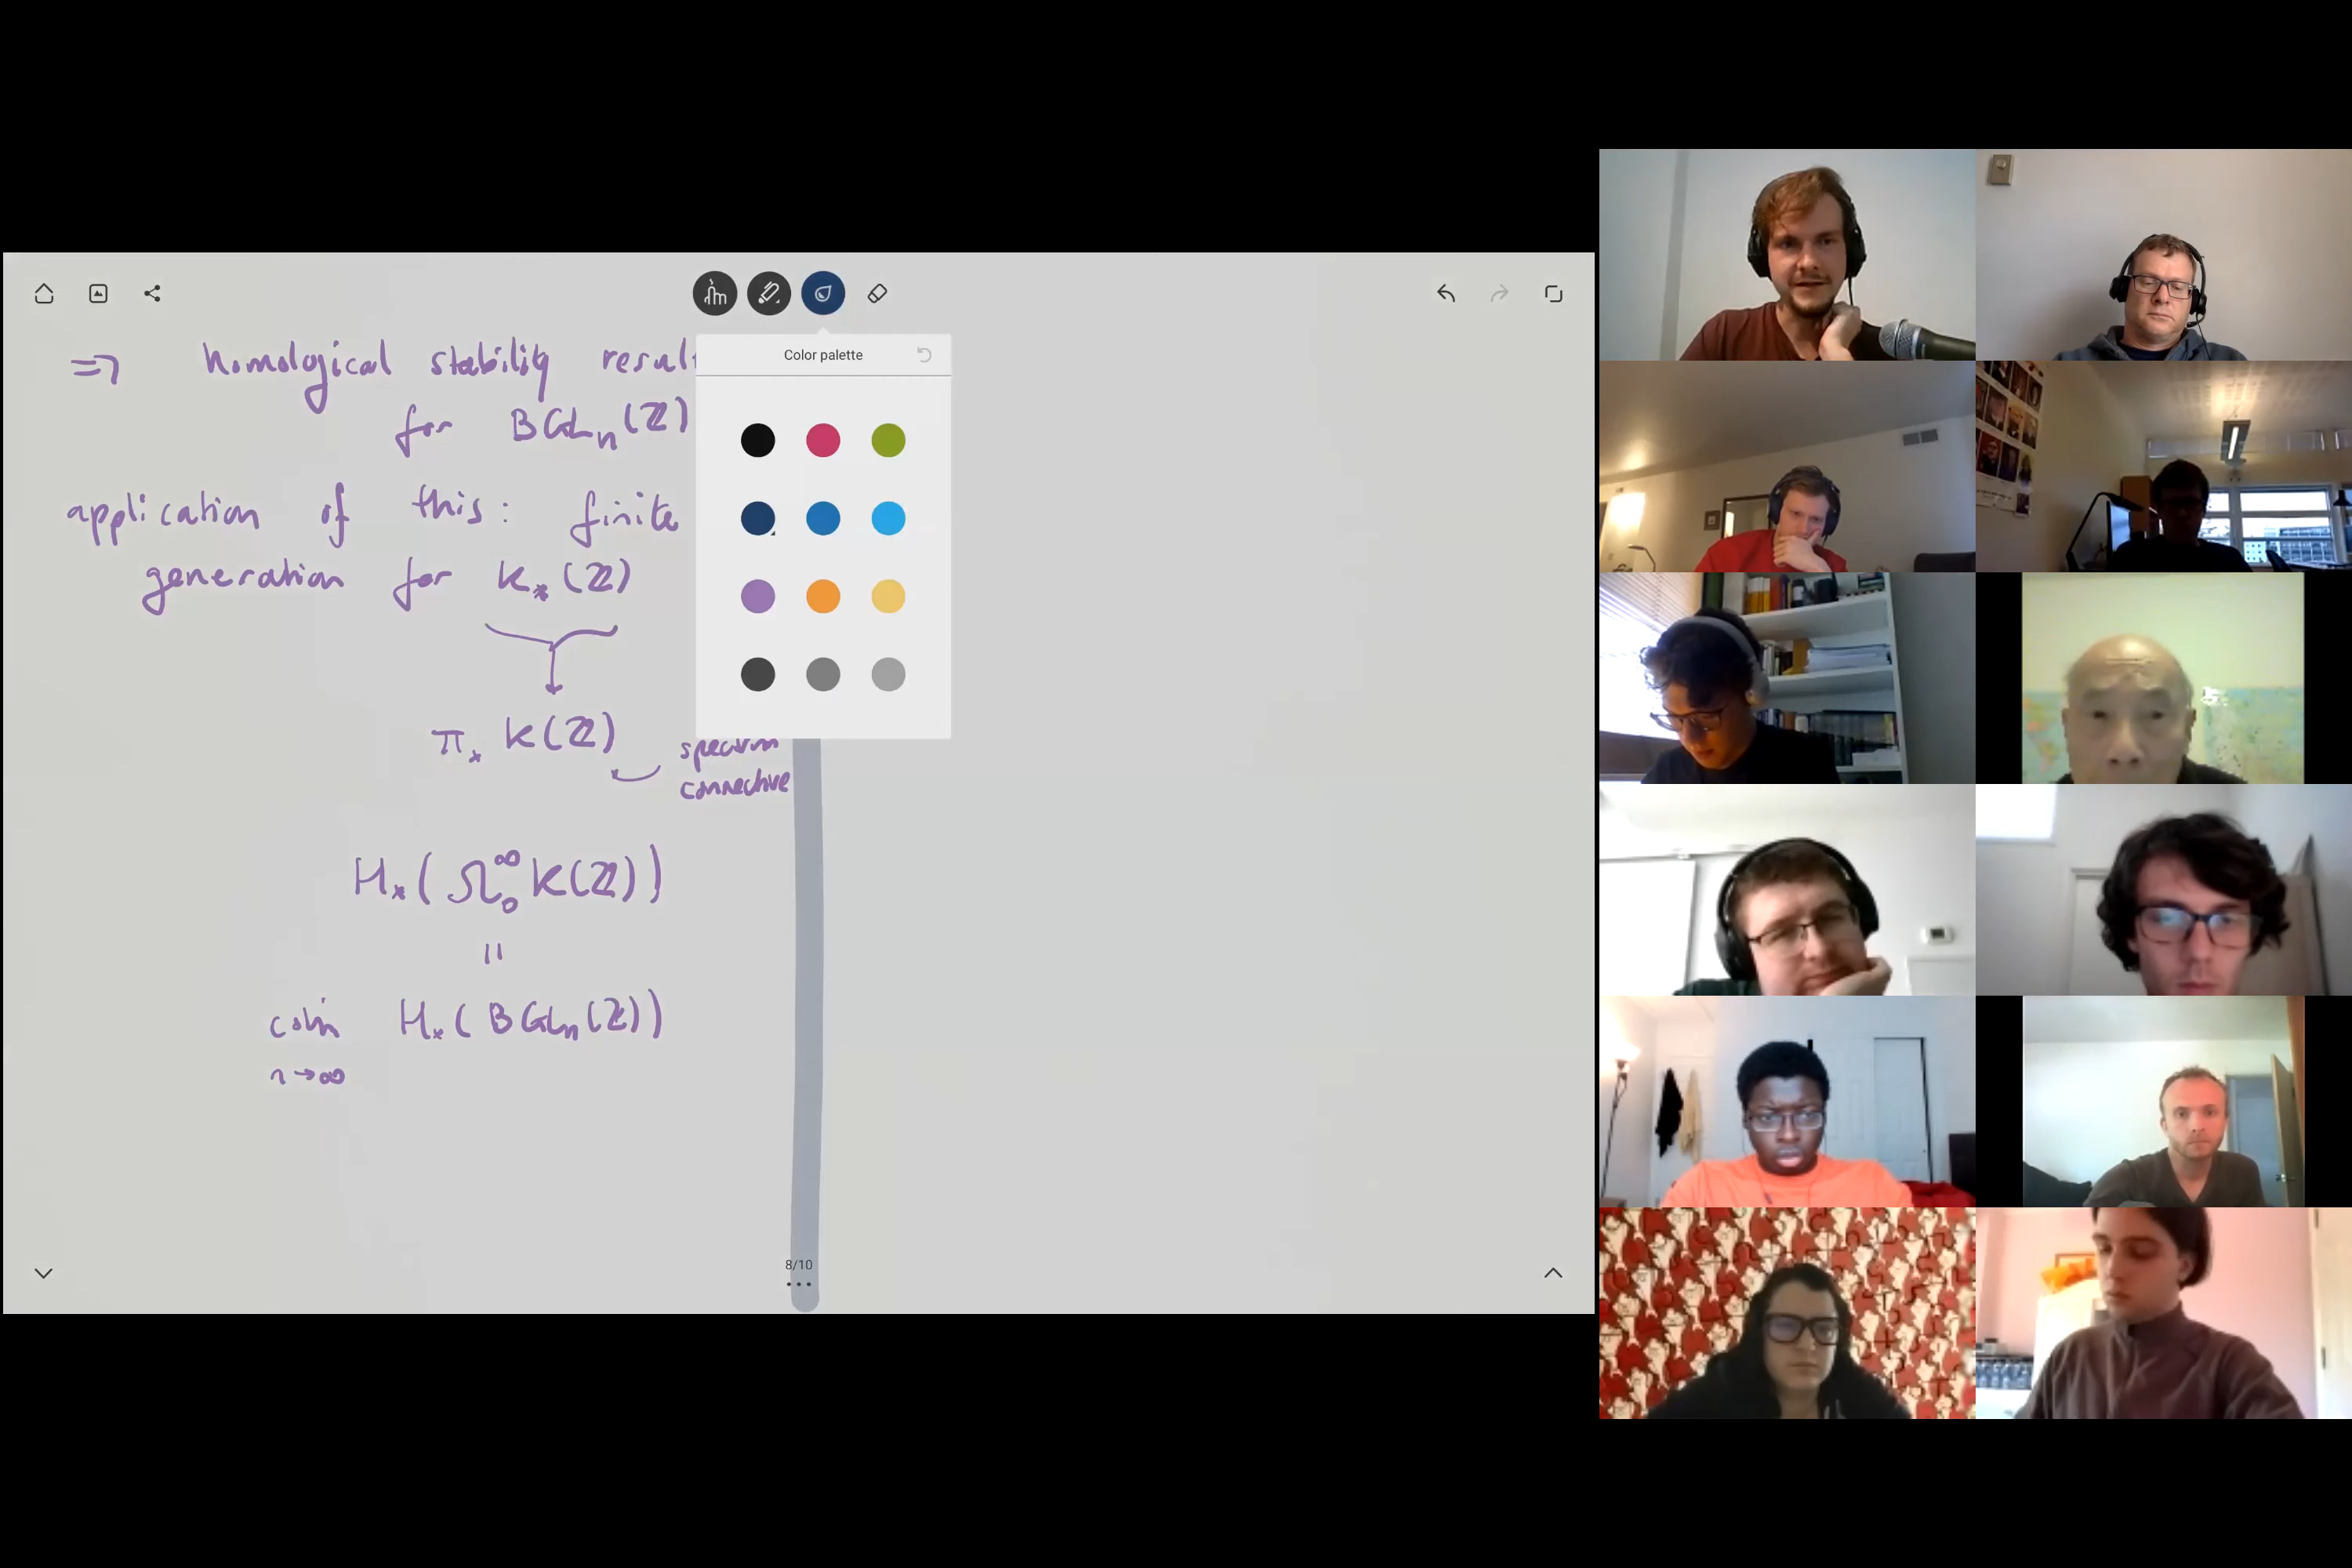 Color palette
⇒ homological stability resul
for BGLₙ(ℤ)
application of this: finite
generation for K⁎(ℤ)
π⁎ K(ℤ)
spectrum
connective
H⁎(Ω₀^∞ K(ℤ))
=
colim H⁎(BGLₙ(ℤ))
n→∞
8/10